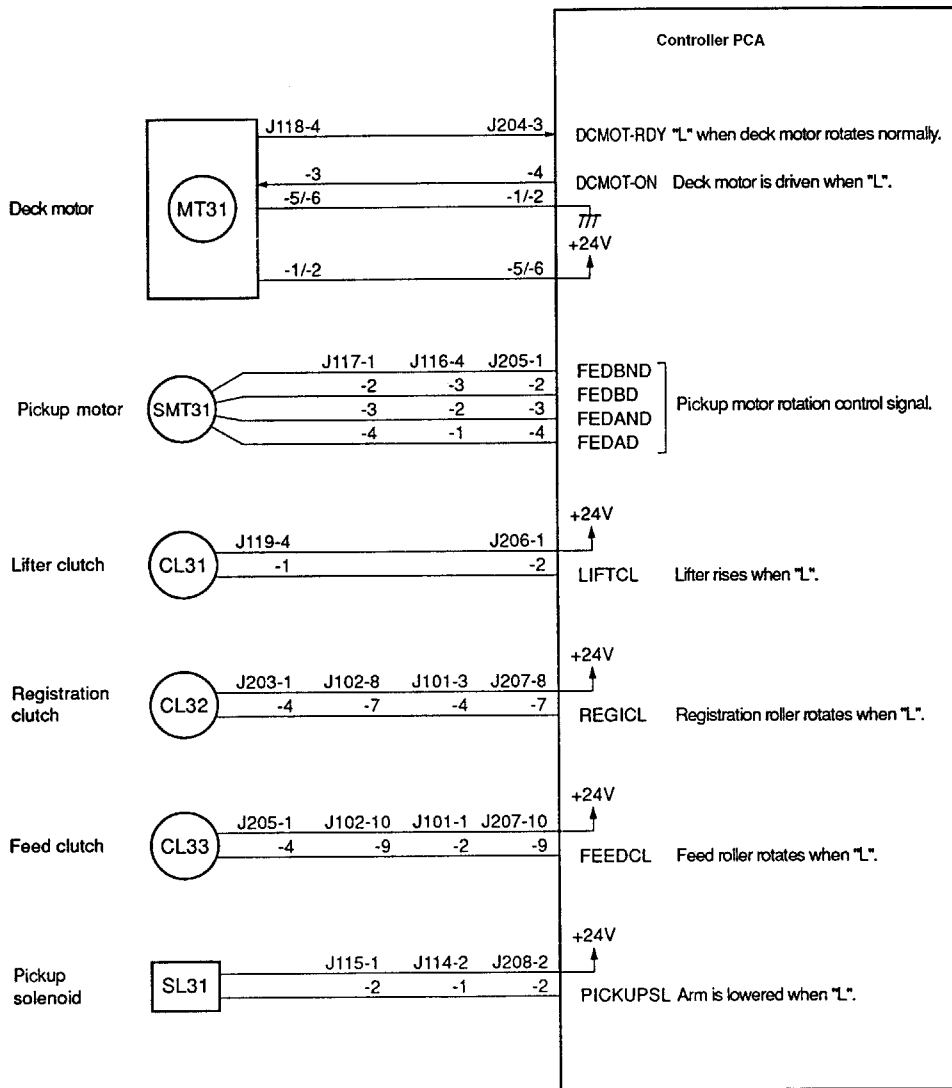 Controller PCA
J118-4 J204-3 DCMOT-RDY "L" when deck motor rotates normally.
-3 -4 DCMOT-ON Deck motor is driven when "L".
Deck motor MT31 -5/-6 -1/-2
+24V
-1/-2 -5/-6
J117-1 J116-4 J205-1 FEDBND
-2 -3 -2 FEDBD
Pickup motor SMT31 -3 -2 -3 FEDAND Pickup motor rotation control signal.
-4 -1 -4 FEDAD
+24V
J119-4 J206-1
Lifter clutch CL31 -1 -2 LIFTCL Lifter rises when "L".
+24V
J203-1 J102-8 J101-3 J207-8
Registration
clutch CL32 -4 -7 -4 -7 REGICL Registration roller rotates when "L".
+24V
J205-1 J102-10 J101-1 J207-10
Feed clutch CL33 -4 -9 -2 -9 FEEDCL Feed roller rotates when "L".
+24V
J115-1 J114-2 J208-2
Pickup
solenoid SL31 -2 -1 -2 PICKUPSL Arm is lowered when "L".